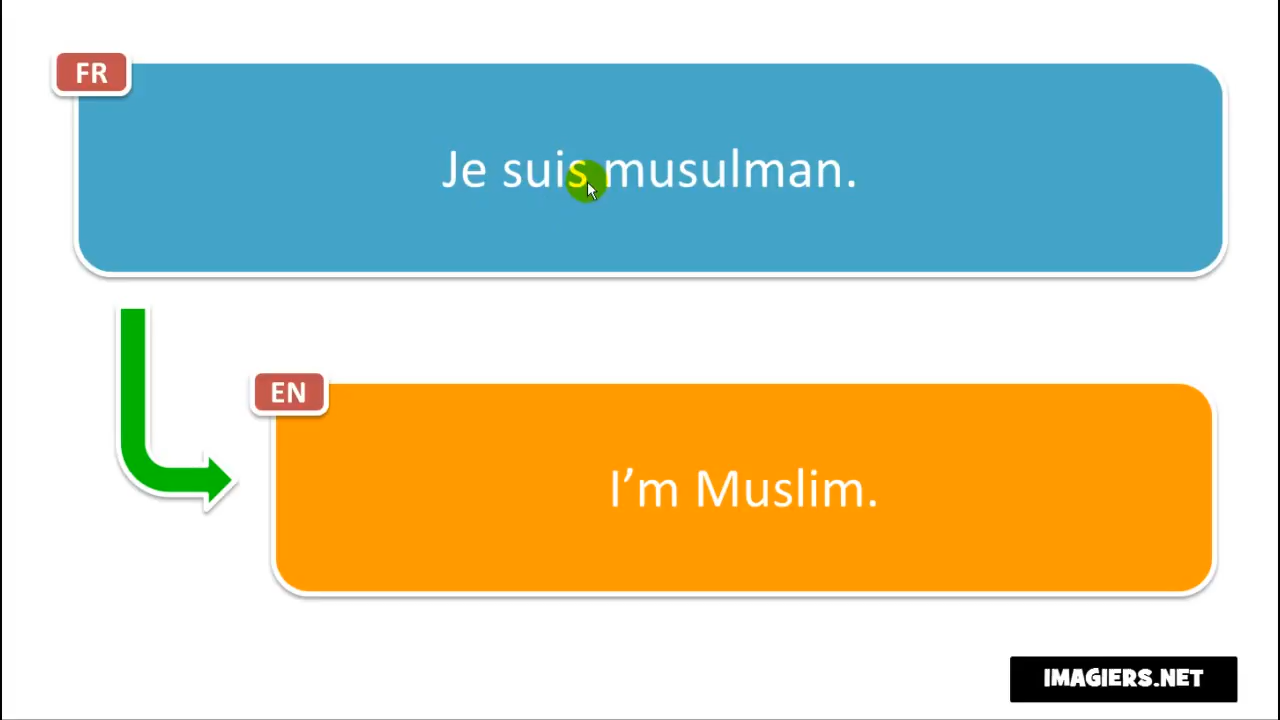 FR
Je suis musulman.
EN
I’m Muslim.
IMAGIERS.NET